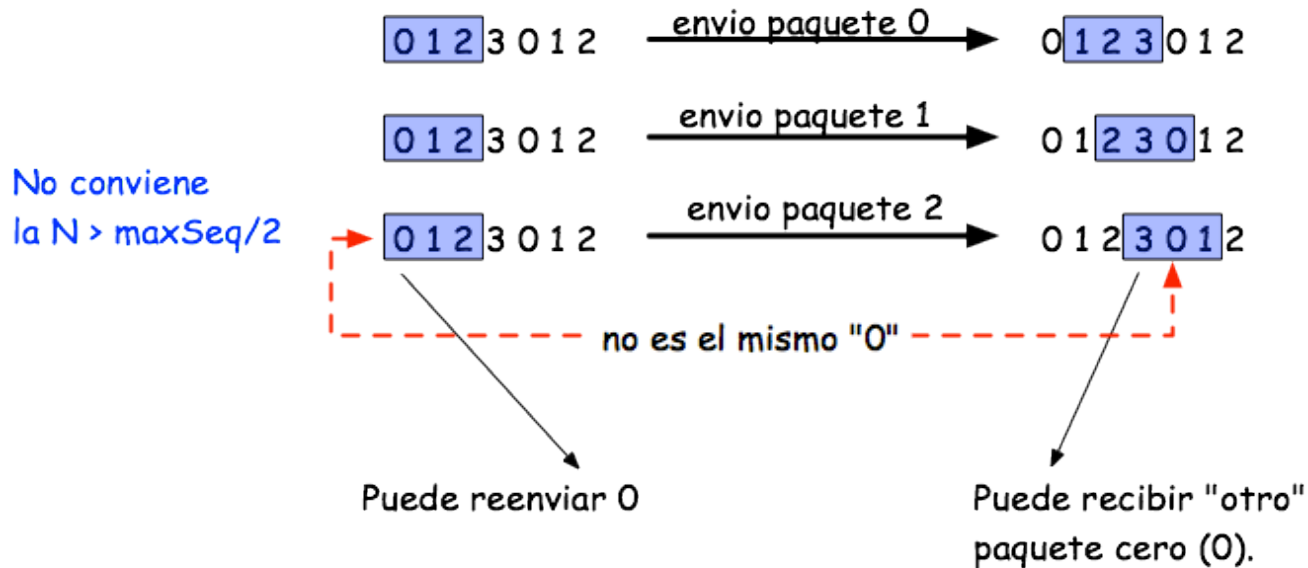 0 1 2 3 0 1 2 envio paquete 0 0 1 2 3 0 1 2
0 1 2 3 0 1 2 envio paquete 1 0 1 2 3 0 1 2
No conviene
la N > maxSeq/2
0 1 2 3 0 1 2 envio paquete 2 0 1 2 3 0 1 2
no es el mismo "0"
Puede reenviar 0
Puede recibir "otro"
paquete cero (0).